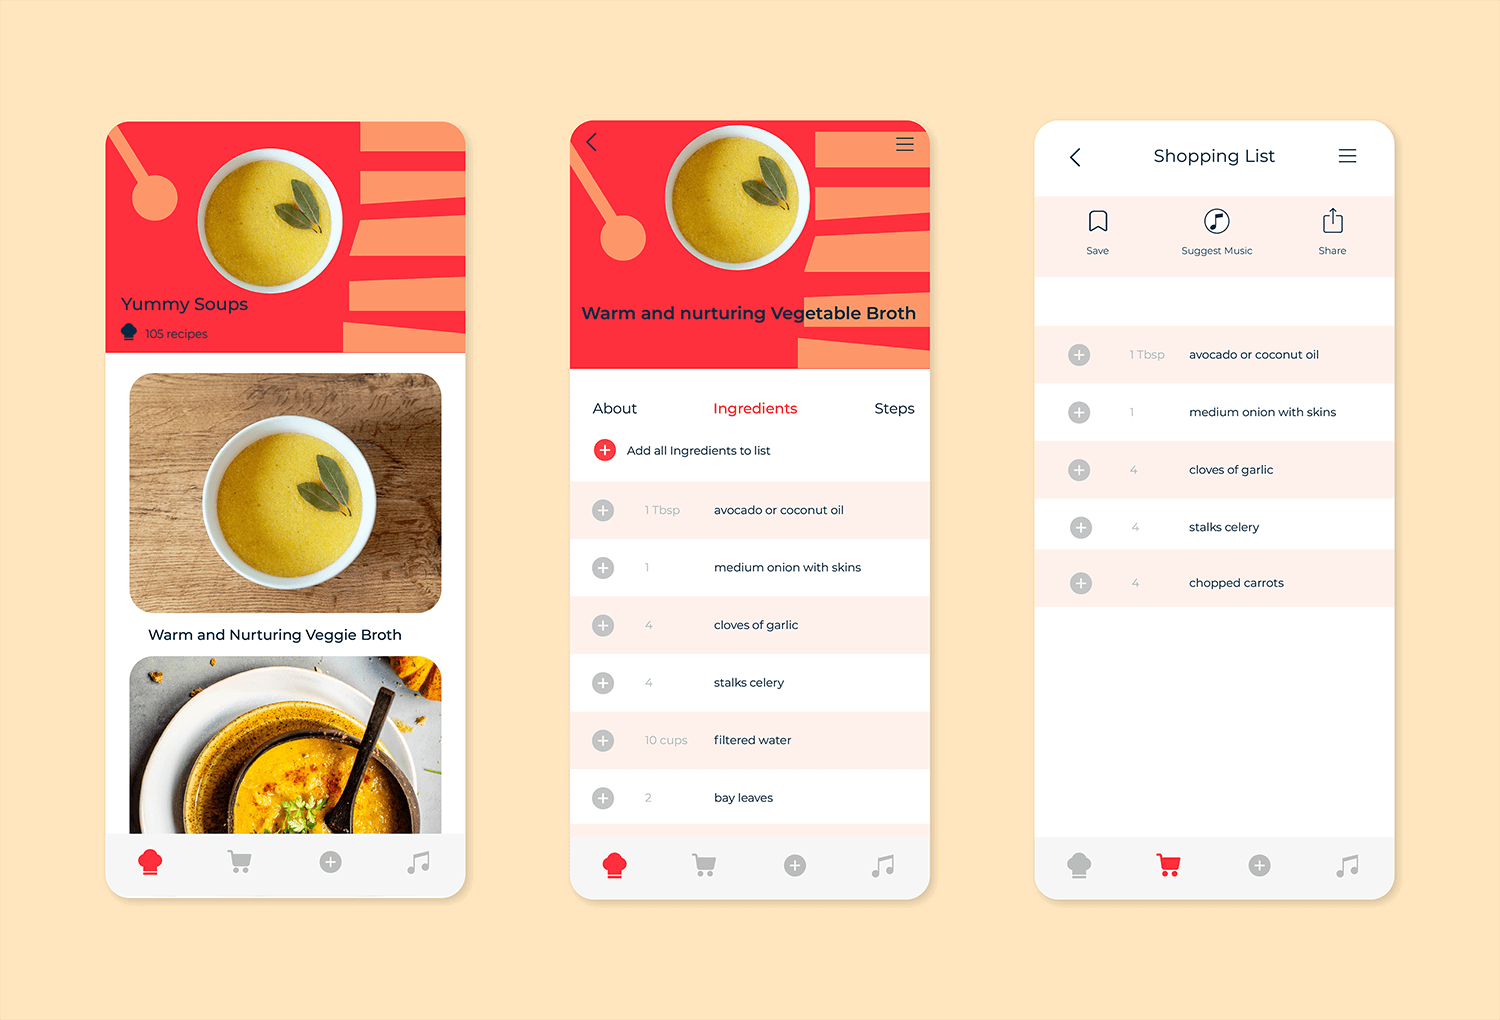 Yummy Soups
105 recipes
Warm and Nurturing Veggie Broth
Warm and nurturing Vegetable Broth
About Ingredients Steps
Add all Ingredients to list
1 Tbsp avocado or coconut oil
1 medium onion with skins
4 cloves of garlic
4 stalks celery
10 cups filtered water
2 bay leaves
Shopping List
Save Suggest Music Share
1 Tbsp avocado or coconut oil
1 medium onion with skins
4 cloves of garlic
4 stalks celery
4 chopped carrots